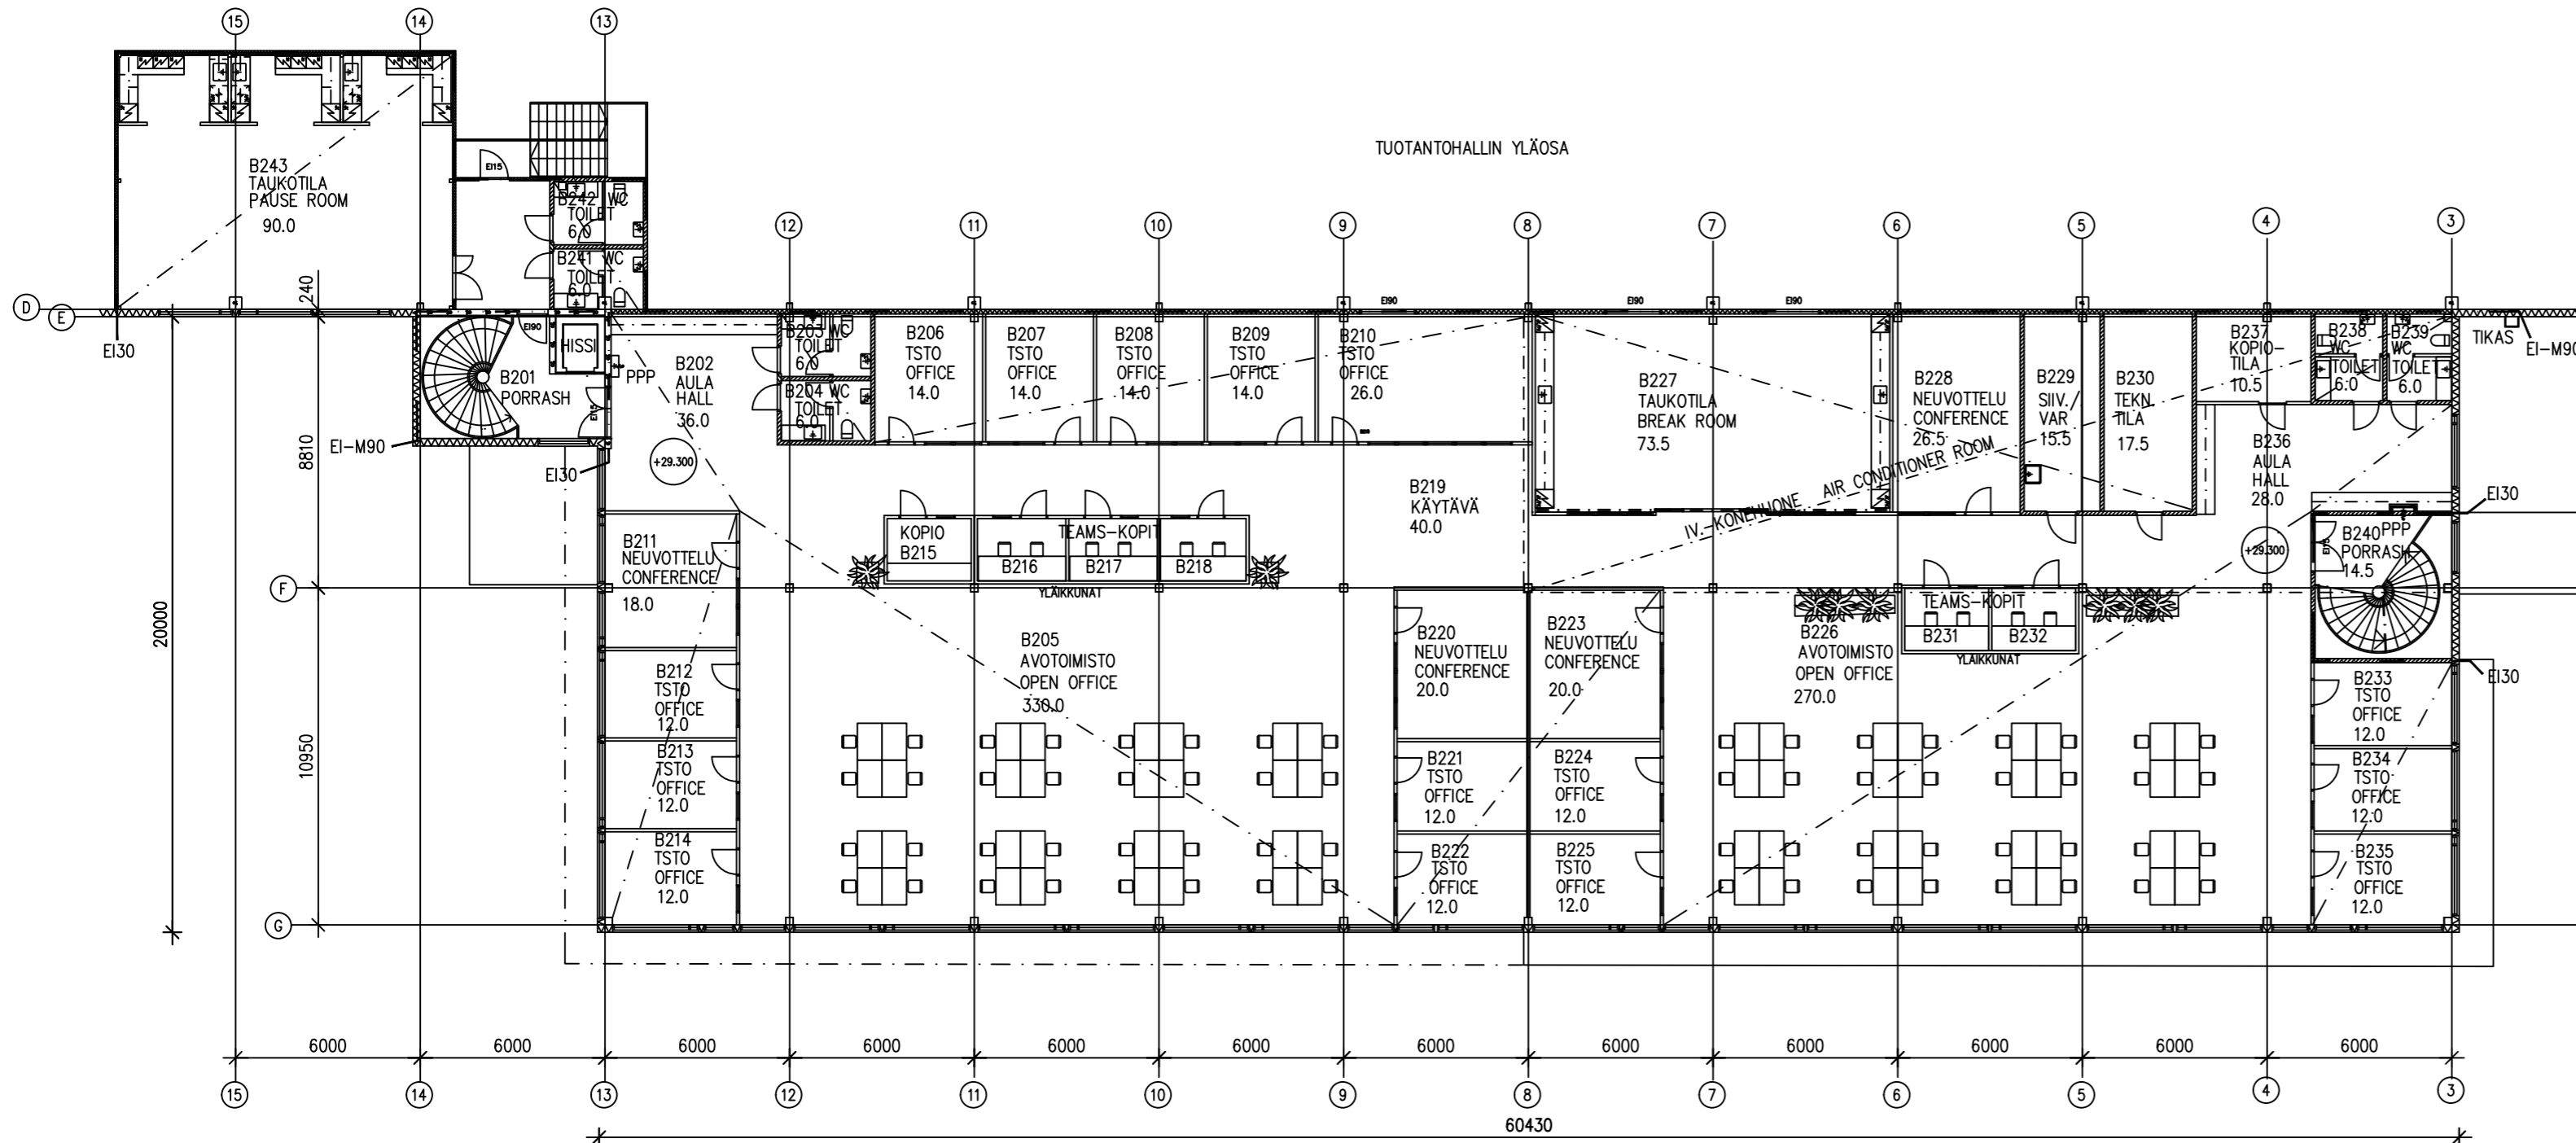 15
14
13
TUOTANTOHALLIN YLÄOSA
B243
TAUKOTILA
PAUSE ROOM
90.0
EI15
B242 WC
TOILET
6.0
B241 WC
TOILET
6.0
12
11
10
9
8
7
6
5
4
3
D
E
240
EI90
EI90
EI90
EI30
EI90
HISSI
PPP
B201
PORRASH
EI15
EI-M90
EI30
B202
AULA
HALL
36.0
+29.300
B203 WC
TOILET
6.0
B204 WC
TOILET
6.0
B206
TSTO
OFFICE
14.0
B207
TSTO
OFFICE
14.0
B208
TSTO
OFFICE
14.0
B209
TSTO
OFFICE
14.0
B210
TSTO
OFFICE
26.0
B227
TAUKOTILA
BREAK ROOM
73.5
B228
NEUVOTTELU
CONFERENCE
26.5
B229
SIIV./
VAR
15.5
B230
TEKN.
TILA
17.5
B237
KOPIO-
TILA
10.5
B238
WC
TOILET
6.0
B239
WC
TOILET
6.0
TIKAS
EI-M90
B236
AULA
HALL
28.0
+29.300
EI30
IV.-KONEHUONE AIR CONDITIONER ROOM
B219
KÄYTÄVÄ
40.0
8810
B211
NEUVOTTELU
CONFERENCE
18.0
KOPIO
B215
TEAMS-KOPIT
B216
B217
B218
YLÄIKKUNAT
B240
PPP
PORRASH
14.5
EI15
F
20000
10950
B205
AVOTOIMISTO
OPEN OFFICE
330.0
B220
NEUVOTTELU
CONFERENCE
20.0
B223
NEUVOTTELU
CONFERENCE
20.0
B226
AVOTOIMISTO
OPEN OFFICE
270.0
TEAMS-KOPIT
B231
B232
YLÄIKKUNAT
EI30
B212
TSTO
OFFICE
12.0
B213
TSTO
OFFICE
12.0
B214
TSTO
OFFICE
12.0
B221
TSTO
OFFICE
12.0
B224
TSTO
OFFICE
12.0
B222
TSTO
OFFICE
12.0
B225
TSTO
OFFICE
12.0
B233
TSTO
OFFICE
12.0
B234
TSTO
OFFICE
12.0
B235
TSTO
OFFICE
12.0
G
6000
6000
6000
6000
6000
6000
6000
6000
6000
6000
6000
6000
15
14
13
12
11
10
9
8
7
6
5
4
3
60430